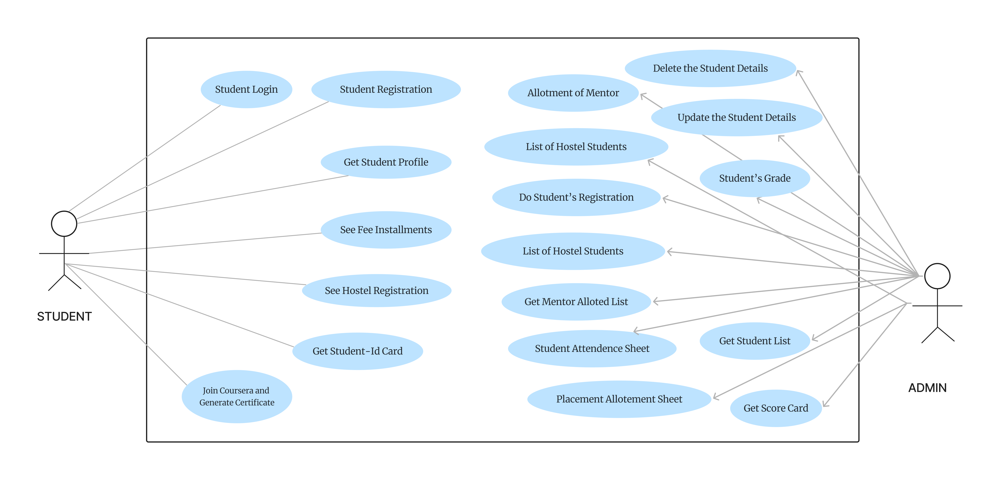 Delete the Student Details
Student Login
Student Registration
Allotment of Mentor
Update the Student Details
List of Hostel Students
Get Student Profile
Student’s Grade
Do Student’s Registration
See Fee Installments
List of Hostel Students
See Hostel Registration
Get Mentor Alloted List
STUDENT
Get Student List
Student Attendence Sheet
Get Student-Id Card
ADMIN
Join Coursera and
Generate Certificate
Placement Allotement Sheet
Get Score Card